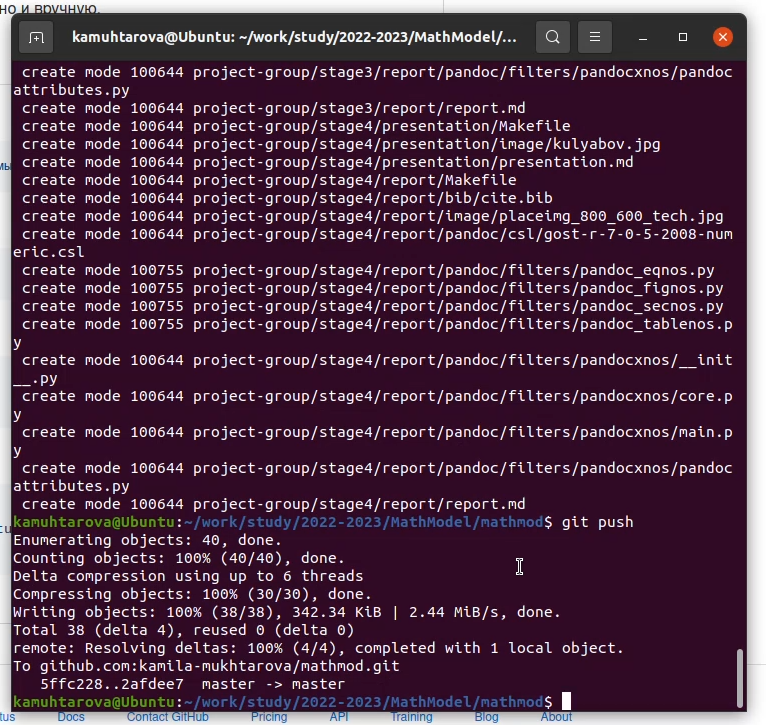 но и вручную.
kamuhtarova@Ubuntu: ~/work/study/2022-2023/MathModel/...
create mode 100644 project-group/stage3/report/pandoc/filters/pandocxnos/pandoc
attributes.py
create mode 100644 project-group/stage3/report/report.md
create mode 100644 project-group/stage4/presentation/Makefile
create mode 100644 project-group/stage4/presentation/image/kulyabov.jpg
create mode 100644 project-group/stage4/presentation/presentation.md
create mode 100644 project-group/stage4/report/Makefile
create mode 100644 project-group/stage4/report/bib/cite.bib
create mode 100644 project-group/stage4/report/image/placeimg_800_600_tech.jpg
create mode 100644 project-group/stage4/report/pandoc/csl/gost-r-7-0-5-2008-num
eric.csl
create mode 100755 project-group/stage4/report/pandoc/filters/pandoc_eqnos.py
create mode 100755 project-group/stage4/report/pandoc/filters/pandoc_fignos.py
create mode 100755 project-group/stage4/report/pandoc/filters/pandoc_secnos.py
create mode 100755 project-group/stage4/report/pandoc/filters/pandoc_tablenos.p
y
create mode 100644 project-group/stage4/report/pandoc/filters/pandocxnos/__init
__.py
create mode 100644 project-group/stage4/report/pandoc/filters/pandocxnos/core.p
y
create mode 100644 project-group/stage4/report/pandoc/filters/pandocxnos/main.p
y
create mode 100644 project-group/stage4/report/pandoc/filters/pandocxnos/pandoc
attributes.py
create mode 100644 project-group/stage4/report/report.md
kamuhtarova@Ubuntu:~/work/study/2022-2023/MathModel/mathmod$ git push
Enumerating objects: 40, done.
Counting objects: 100% (40/40), done.
Delta compression using up to 6 threads
Compressing objects: 100% (30/30), done.
Writing objects: 100% (38/38), 342.34 KiB | 2.44 MiB/s, done.
Total 38 (delta 4), reused 0 (delta 0)
remote: Resolving deltas: 100% (4/4), completed with 1 local object.
To github.com:kamila-mukhtarova/mathmod.git
5ffc228..2afdee7  master -> master
kamuhtarova@Ubuntu:~/work/study/2022-2023/MathModel/mathmod$
tus Docs Contact GitHub Pricing API Training Blog About